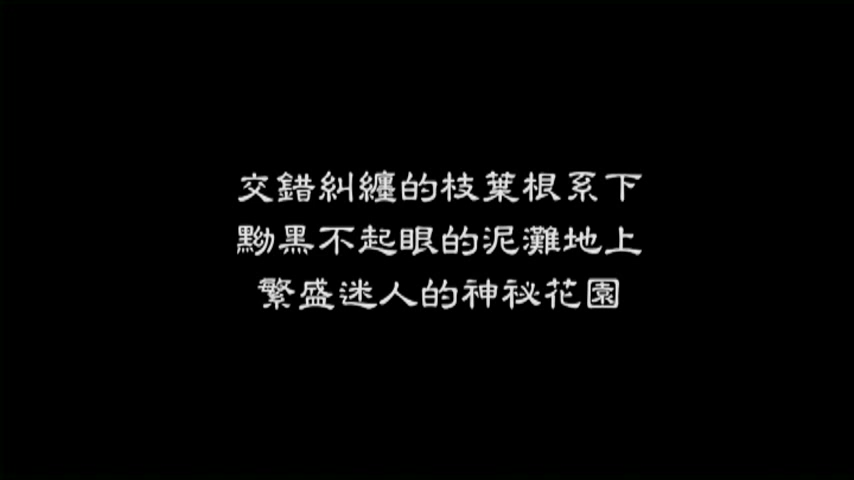 交錯糾纏的枝葉根系下
黝黑不起眼的泥灘地上
繁盛迷人的神祕花園